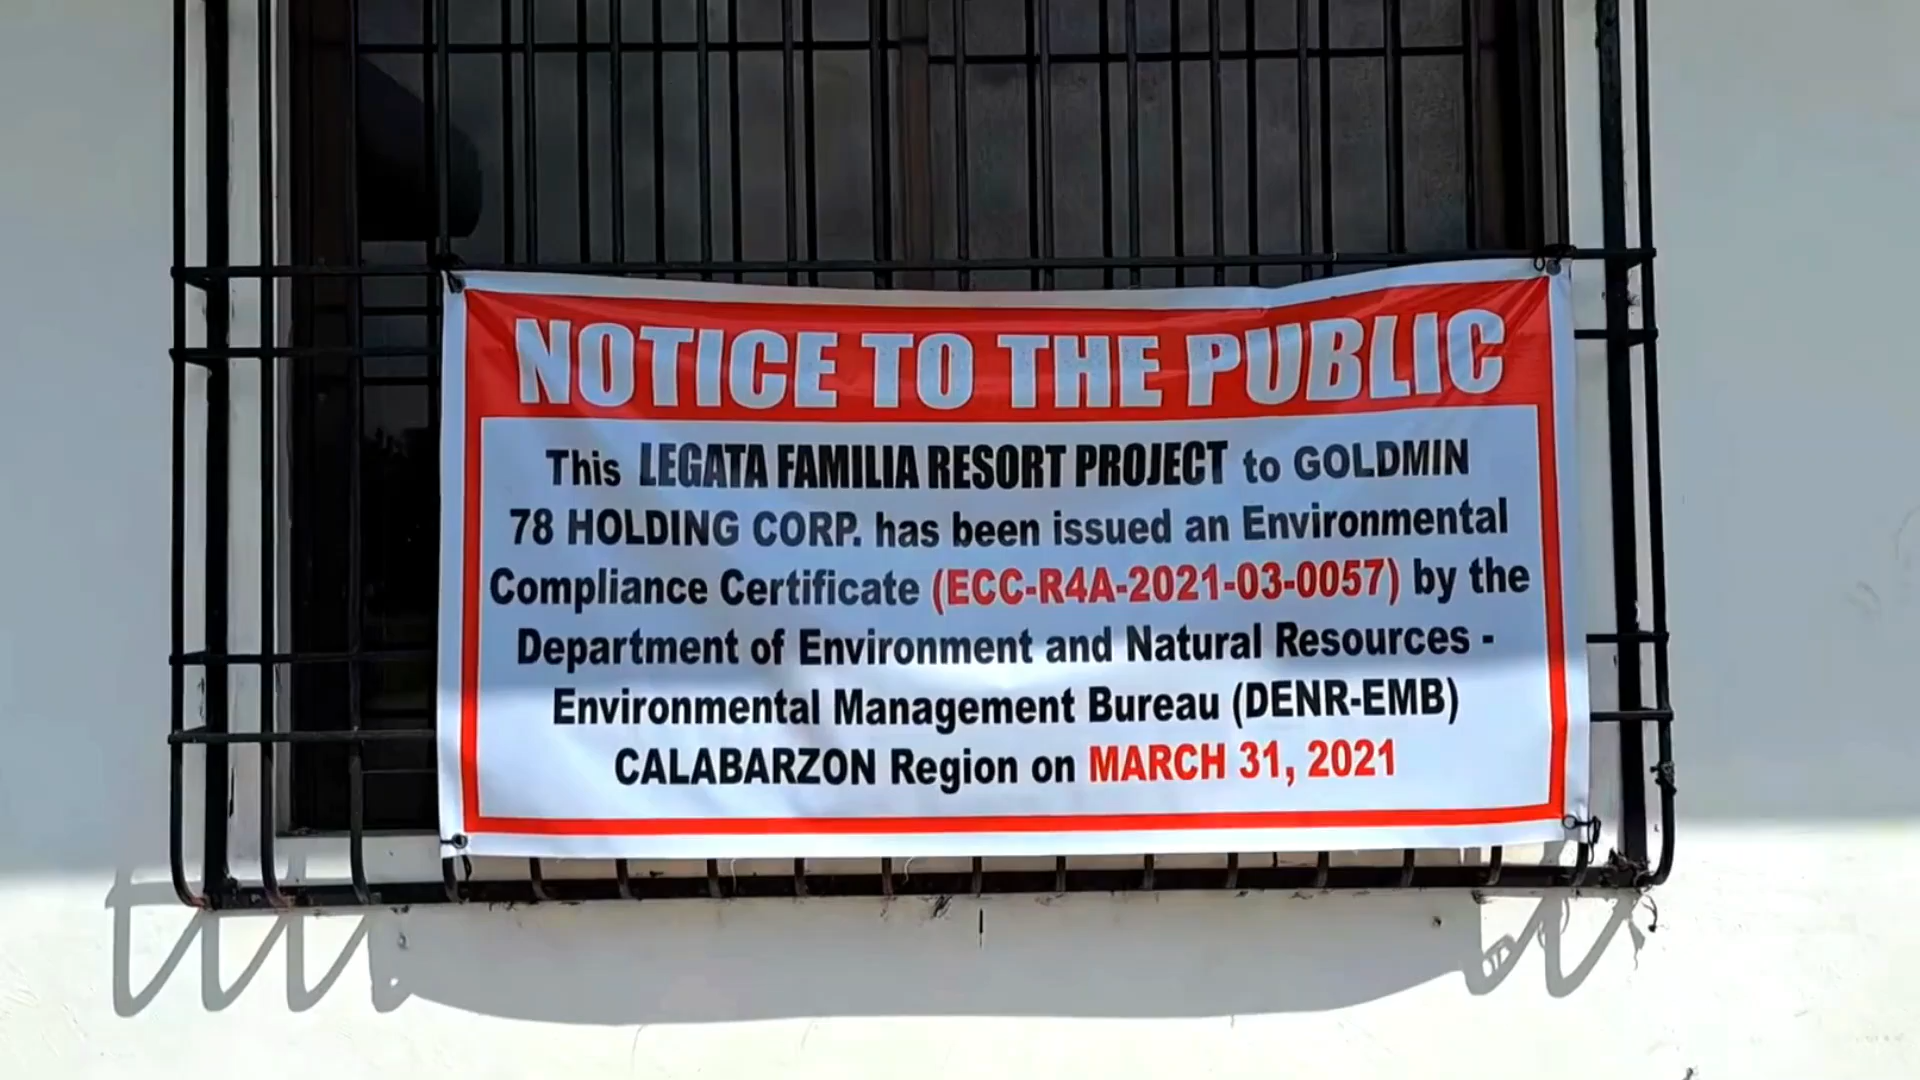 NOTICE TO THE PUBLIC
This LEGATA FAMILIA RESORT PROJECT to GOLDMIN
78 HOLDING CORP. has been issued an Environmental
Compliance Certificate (ECC-R4A-2021-03-0057) by the
Department of Environment and Natural Resources -
Environmental Management Bureau (DENR-EMB)
CALABARZON Region on MARCH 31, 2021